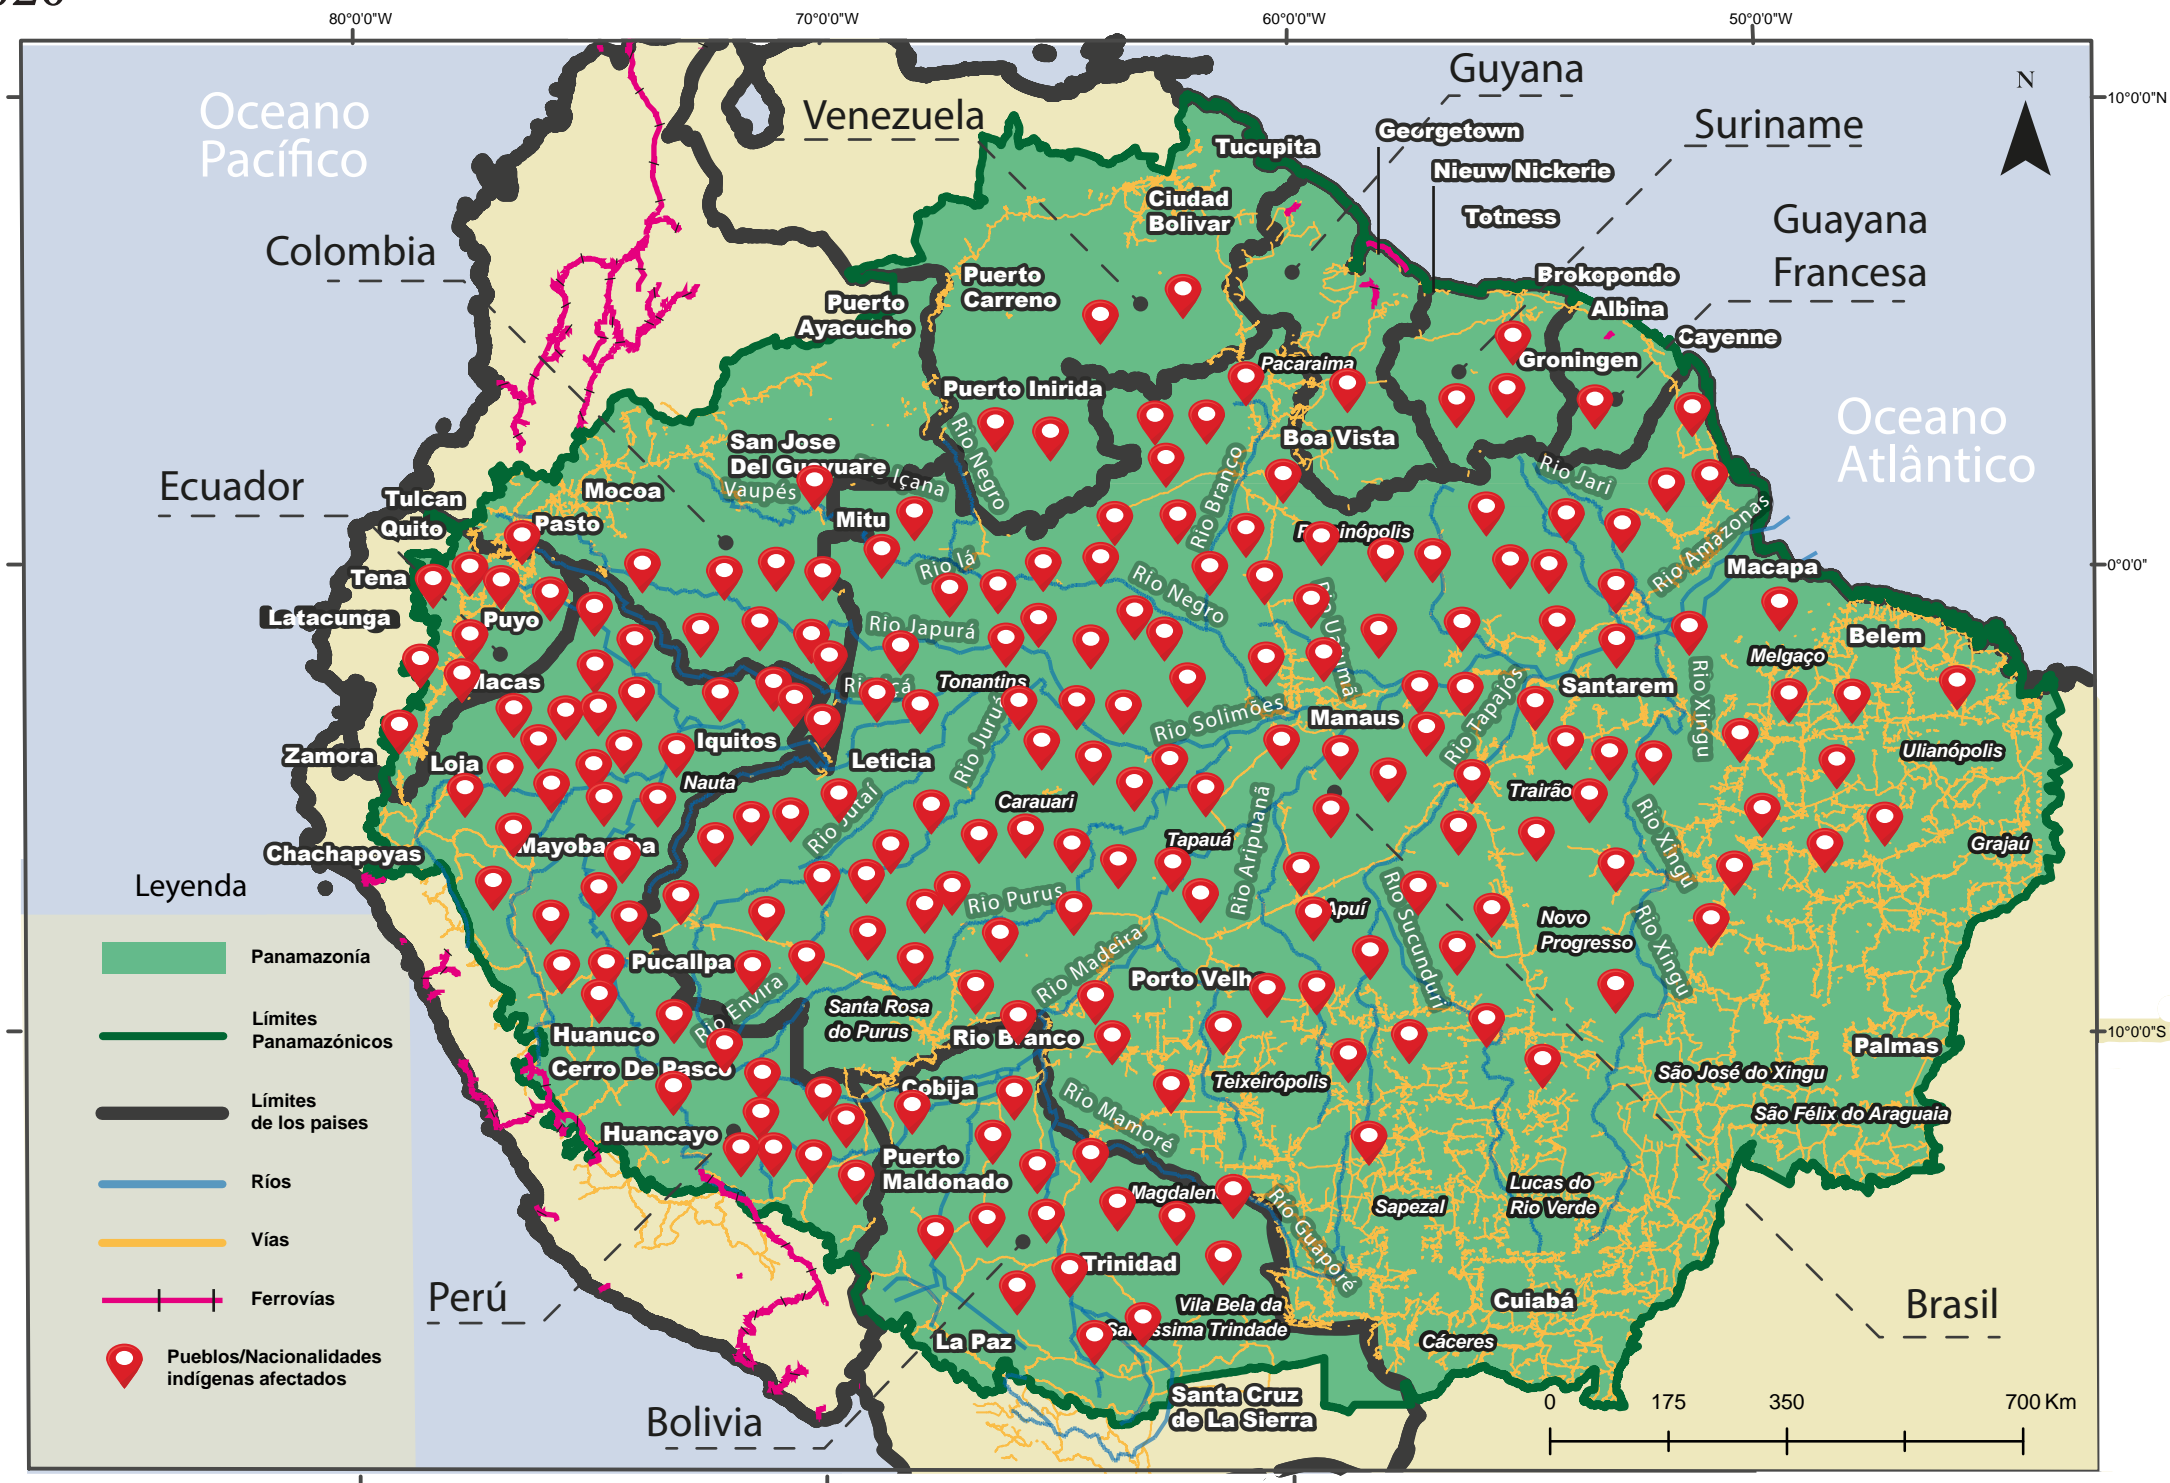 80°0'0"W
70°0'0"W
60°0'0"W
50°0'0"W
10°0'0"N
0°0'0"
10°0'0"S
N
Oceano
Pacífico
Oceano
Atlântico
Venezuela
Guyana
Suriname
Guayana
Francesa
Colombia
Ecuador
Perú
Bolivia
Brasil
Georgetown
Nieuw Nickerie
Totness
Tucupita
Ciudad
Bolivar
Brokopondo
Albina
Cayenne
Groningen
Puerto
Carreno
Puerto
Ayacucho
Pacaraima
Puerto Inirida
Boa Vista
San Jose
Del Guayuare
Vaupés
Içana
Rio Negro
Rio Branco
Rio Jari
Tulcan
Quito
Mocoa
Pasto
Mitu
Rio Iá
Rio Negro
Rio Amazonas
Macapa
Tena
Latacunga
Puyo
Rio Japurá
Belem
Melgaço
Macas
Tonantins
Santarem
Rio Xingu
Rio Solimões
Manaus
Rio Tapajós
Rio Juruá
Zamora
Loja
Iquitos
Leticia
Nauta
Ulianópolis
Rio Jutaí
Carauari
Trairão
Tapauá
Rio Aripuanã
Rio Xingu
Grajaú
Chachapoyas
Rio Purus
Apuí
Rio Sucunduri
Novo
Progresso
Rio Xingu
Pucallpa
Rio Envira
Rio Madeira
Santa Rosa
do Purus
Huanuco
Cerro De Pasco
Palmas
Cobija
Teixeirópolis
São José do Xingu
São Félix do Araguaia
Rio Mamoré
Huancayo
Puerto
Maldonado
Sapezal
Lucas do
Rio Verde
Río Guaporé
Trinidad
Vila Bela da
Trindade
Cuiabá
Cáceres
La Paz
Santa Cruz
de La Sierra
Leyenda
Panamazonía
Límites
Panamazónicos
Límites
de los paises
Ríos
Vías
Ferrovías
Pueblos/Nacionalidades
indígenas afectados
0 175 350 700 Km